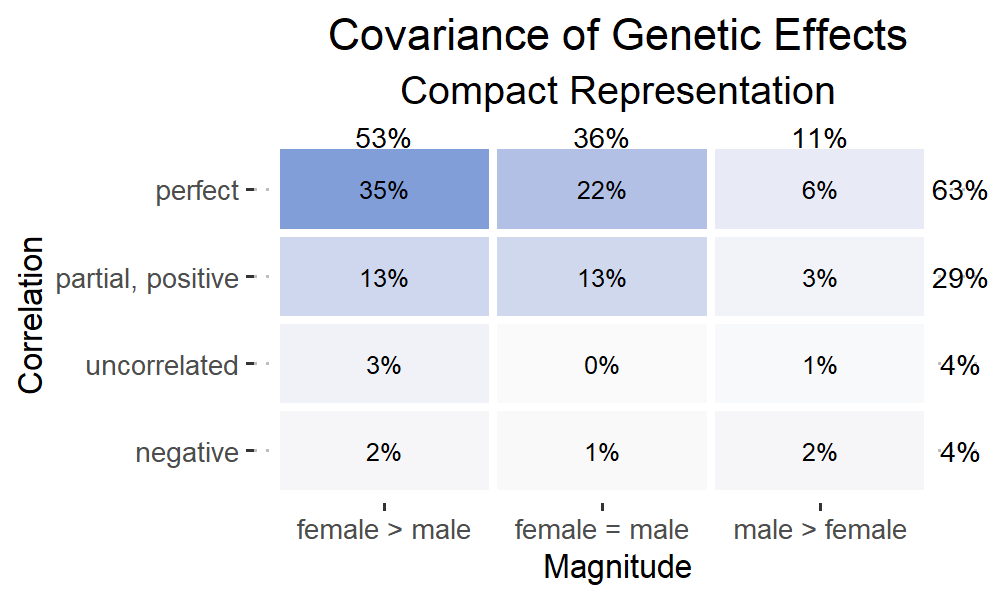 Covariance of Genetic Effects
Compact Representation
53% 36% 11%
perfect 35% 22% 6% 63%
partial, positive 13% 13% 3% 29%
uncorrelated 3% 0% 1% 4%
negative 2% 1% 2% 4%
Correlation
female > male female = male male > female
Magnitude